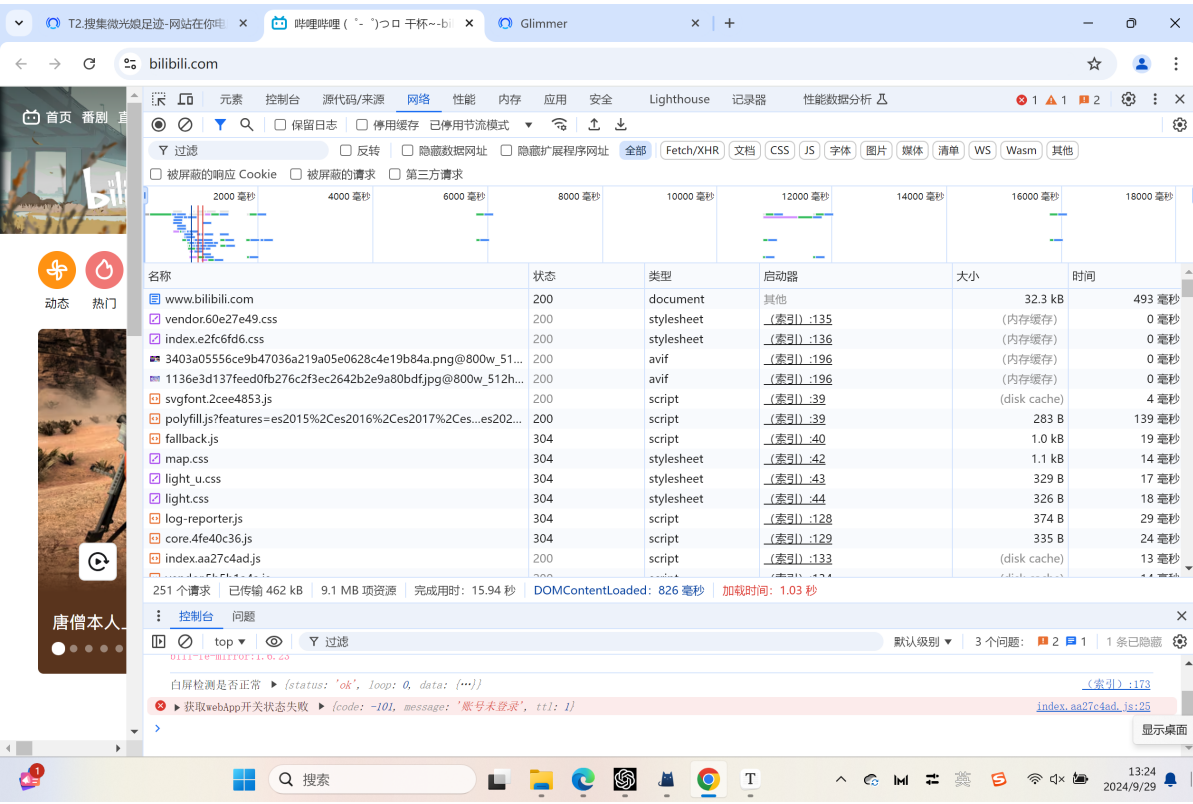 T2.搜集微光娘足迹-网站在你电
哔哩哔哩 (゜-゜)つロ 干杯~-bi
Glimmer
bilibili.com
首页 番剧 直
bili
动态 热门
唐僧本人
元素 控制台 源代码/来源 网络 性能 内存 应用 安全 Lighthouse 记录器 性能数据分析 1 1 2
保留日志 停用缓存 已停用节流模式
过滤 反转 隐藏数据网址 隐藏扩展程序网址 全部 Fetch/XHR 文档 CSS JS 字体 图片 媒体 清单 WS Wasm 其他
被屏蔽的响应 Cookie 被屏蔽的请求 第三方请求
2000 毫秒 4000 毫秒 6000 毫秒 8000 毫秒 10000 毫秒 12000 毫秒 14000 毫秒 16000 毫秒 18000 毫秒
名称 状态 类型 启动器 大小 时间
www.bilibili.com 200 document 其他 32.3 kB 493 毫秒
vendor.60e27e49.css 200 stylesheet （索引）:135 （内存缓存） 0 毫秒
index.e2fc6fd6.css 200 stylesheet （索引）:136 （内存缓存） 0 毫秒
3403a05556ce9b47036a219a05e0628c4e19b84a.png@800w_51... 200 avif （索引）:196 （内存缓存） 0 毫秒
1136e3d137feed0fb276c2f3ec2642b2e9a80bdf.jpg@800w_512h... 200 avif （索引）:196 （内存缓存） 0 毫秒
svgfont.2cee4853.js 200 script （索引）:39 (disk cache) 4 毫秒
polyfill.js?features=es2015%2Ces2016%2Ces2017%2Ces...es202... 200 script （索引）:39 283 B 139 毫秒
fallback.js 304 script （索引）:40 1.0 kB 19 毫秒
map.css 304 stylesheet （索引）:42 1.1 kB 14 毫秒
light_u.css 304 stylesheet （索引）:43 329 B 17 毫秒
light.css 304 stylesheet （索引）:44 326 B 18 毫秒
log-reporter.js 304 script （索引）:128 374 B 29 毫秒
core.4fe40c36.js 304 script （索引）:129 335 B 24 毫秒
index.aa27c4ad.js 200 script （索引）:133 (disk cache) 13 毫秒
251 个请求 已传输 462 kB 9.1 MB 项资源 完成用时：15.94 秒 DOMContentLoaded：826 毫秒 加载时间：1.03 秒
控制台 问题
top 过滤 默认级别 3 个问题： 2 1 1 条已隐藏
白屏检测是否正常 {status: 'ok', loop: 0, data: {…}} （索引）:173
获取webApp开关状态失败 {code: -101, message: '账号未登录', ttl: 1} index.aa27c4ad.js:25
显示桌面
1 搜索 T 英 13:24
2024/9/29